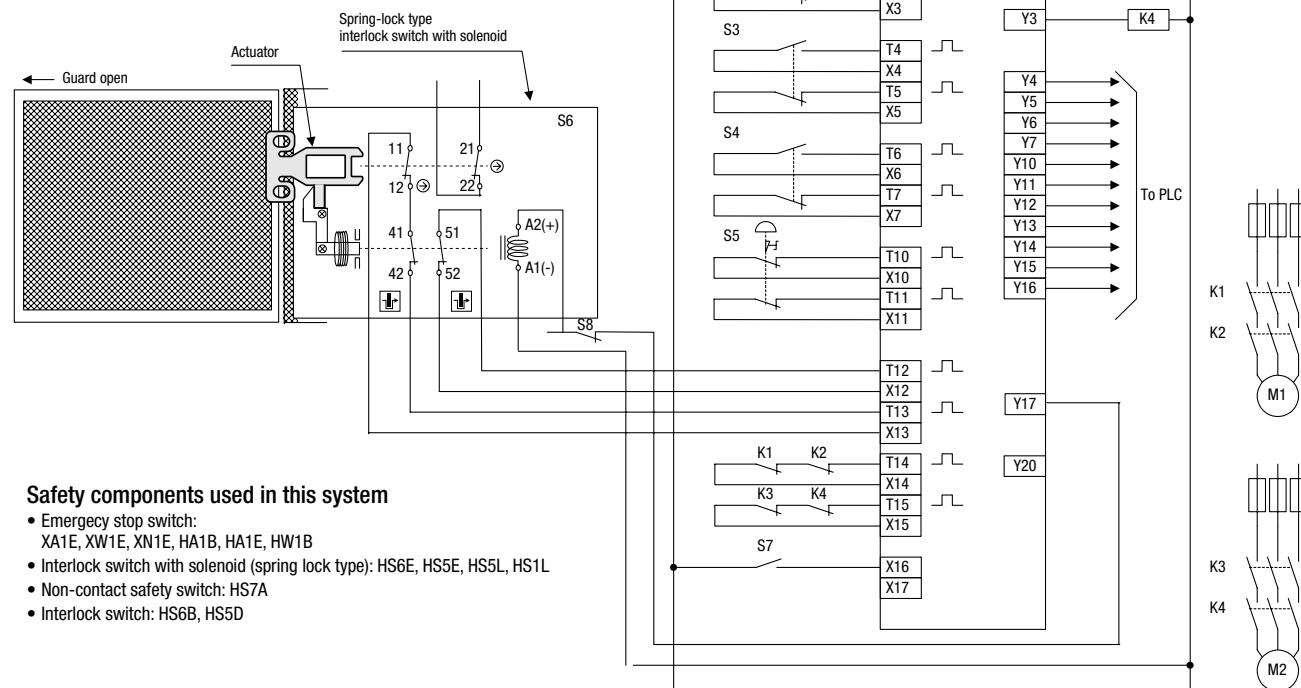 Spring-lock type
interlock switch with solenoid
Actuator
Guard open
S6
11
21
12
22
41
51
A2(+)
42
52
A1(-)
S8
X3
S3
T4
X4
T5
X5
S4
T6
X6
T7
X7
S5
T10
X10
T11
X11
T12
X12
T13
X13
K1 K2
T14
X14
K3 K4
T15
X15
S7
X16
X17
Y3
K4
Y4
Y5
Y6
Y7
Y10
Y11
Y12
Y13
Y14
Y15
Y16
To PLC
Y17
Y20
K1
K2
M1
K3
K4
M2
Safety components used in this system
• Emergecy stop switch:
XA1E, XW1E, XN1E, HA1B, HA1E, HW1B
• Interlock switch with solenoid (spring lock type): HS6E, HS5E, HS5L, HS1L
• Non-contact safety switch: HS7A
• Interlock switch: HS6B, HS5D